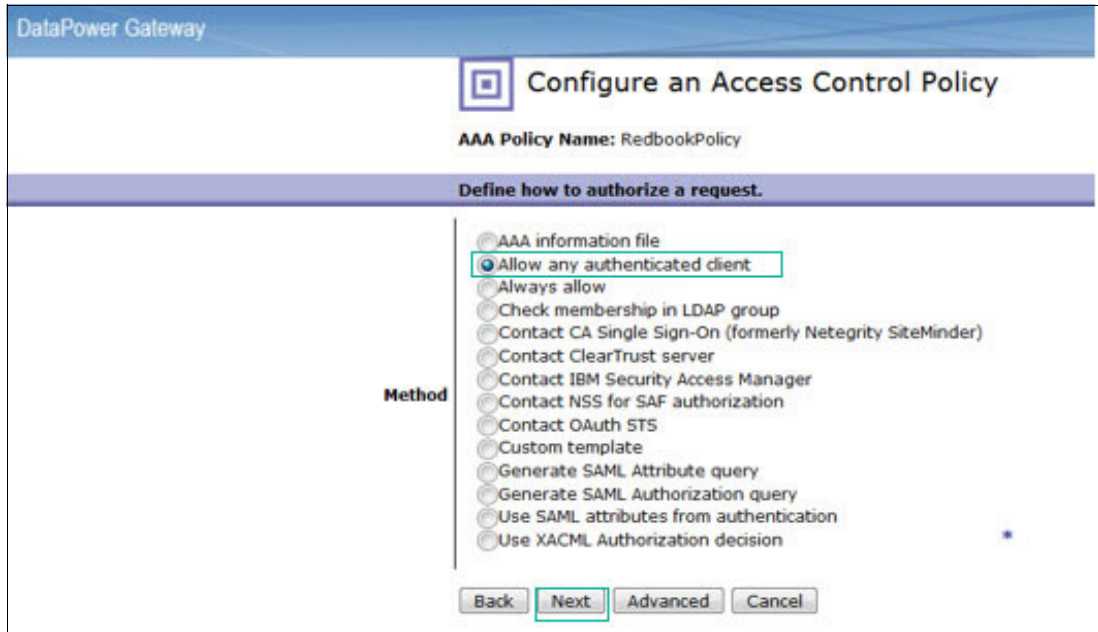 DataPower Gateway
Configure an Access Control Policy
AAA Policy Name: RedbookPolicy
Define how to authorize a request.
Method
AAA information file
Allow any authenticated client
Always allow
Check membership in LDAP group
Contact CA Single Sign-On (formerly Netegrity SiteMinder)
Contact ClearTrust server
Contact IBM Security Access Manager
Contact NSS for SAF authorization
Contact OAuth STS
Custom template
Generate SAML Attribute query
Generate SAML Authorization query
Use SAML attributes from authentication
Use XACML Authorization decision *
Back Next Advanced Cancel